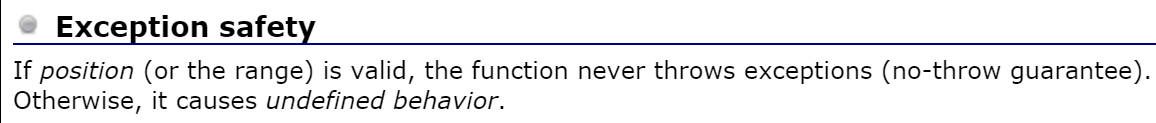 Exception safety
If position (or the range) is valid, the function never throws exceptions (no-throw guarantee).
Otherwise, it causes undefined behavior.